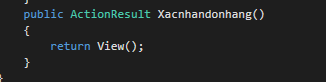 public ActionResult Xacnhandonhang()
{
return View();
}
}